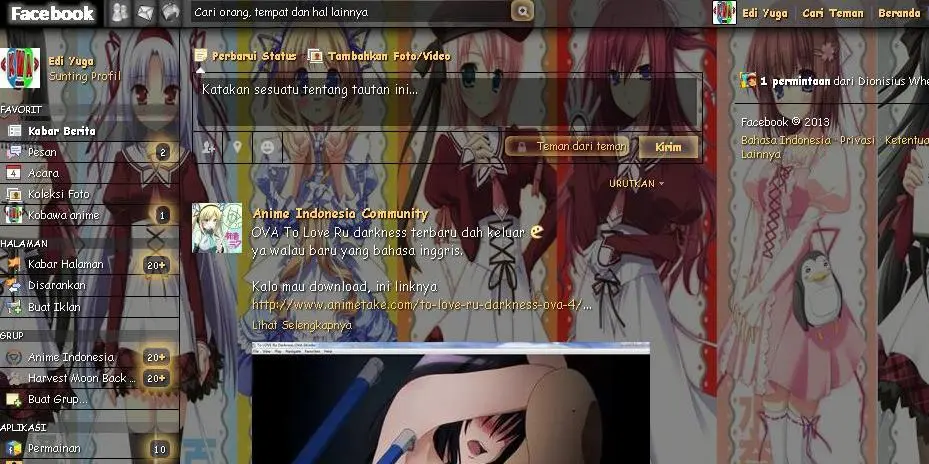 Facebook
Cari orang, tempat dan hal lainnya
Edi Yuga
Cari Teman
Beranda
Edi Yuga
Sunting Profil
FAVORIT
Kabar Berita
Pesan 2
Acara
Koleksi Foto
Kobawa anime 1
HALAMAN
Kabar Halaman 20+
Disarankan
Buat Iklan
GRUP
Anime Indonesia 20+
Harvest Moon Back ... 20+
Buat Grup...
APLIKASI
Permainan 10
Perbarui Status
Tambahkan Foto/Video
Katakan sesuatu tentang tautan ini...
Teman dari teman
Kirim
URUTKAN
Anime Indonesia Community
OVA To Love Ru darkness terbaru dah keluar
ya walau baru yang bahasa inggris.
Kalo mau download, ini linknya
http://www.animetake.com/to-love-ru-darkness-ova-4/...
Lihat Selengkapnya
1 permintaan dari Dionisius Whe
Facebook © 2013
Bahasa Indonesia · Privasi · Ketentua
Lainnya